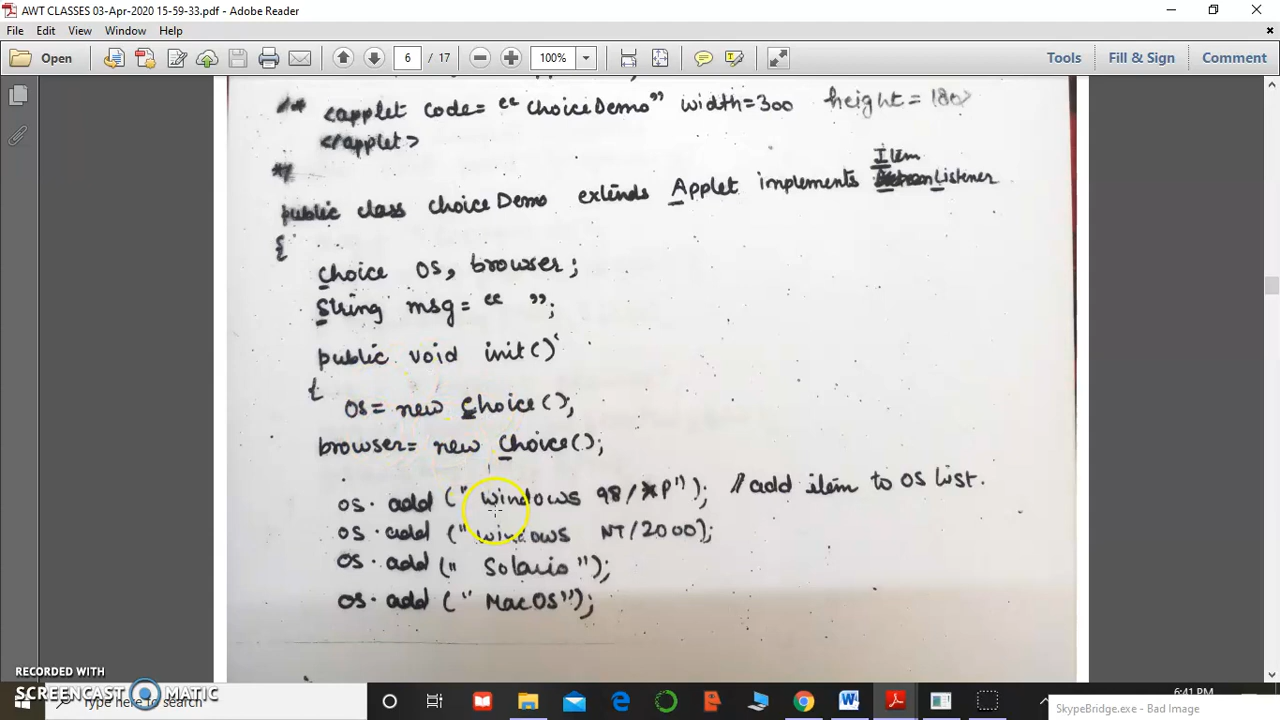 AWT CLASSES 03-Apr-2020 15-59-33.pdf - Adobe Reader
File Edit View Window Help
Open 6 / 17 100% Tools Fill & Sign Comment
/* <applet code= "choiceDemo" width=300 height=180>
</applet>
*/
Item
public class choiceDemo extends Applet implements Listener
{
Choice os, browser;
String msg= " ";
public void init()
{
os= new Choice();
browser= new Choice();
os.add (" windows 98/XP"); // add item to OS list.
os.add (" windows NT/2000);
os.add (" Solaris ");
os.add (" MacOS");
RECORDED WITH
SCREENCAST MATIC
Type here to search
6:41 PM
SkypeBridge.exe - Bad Image